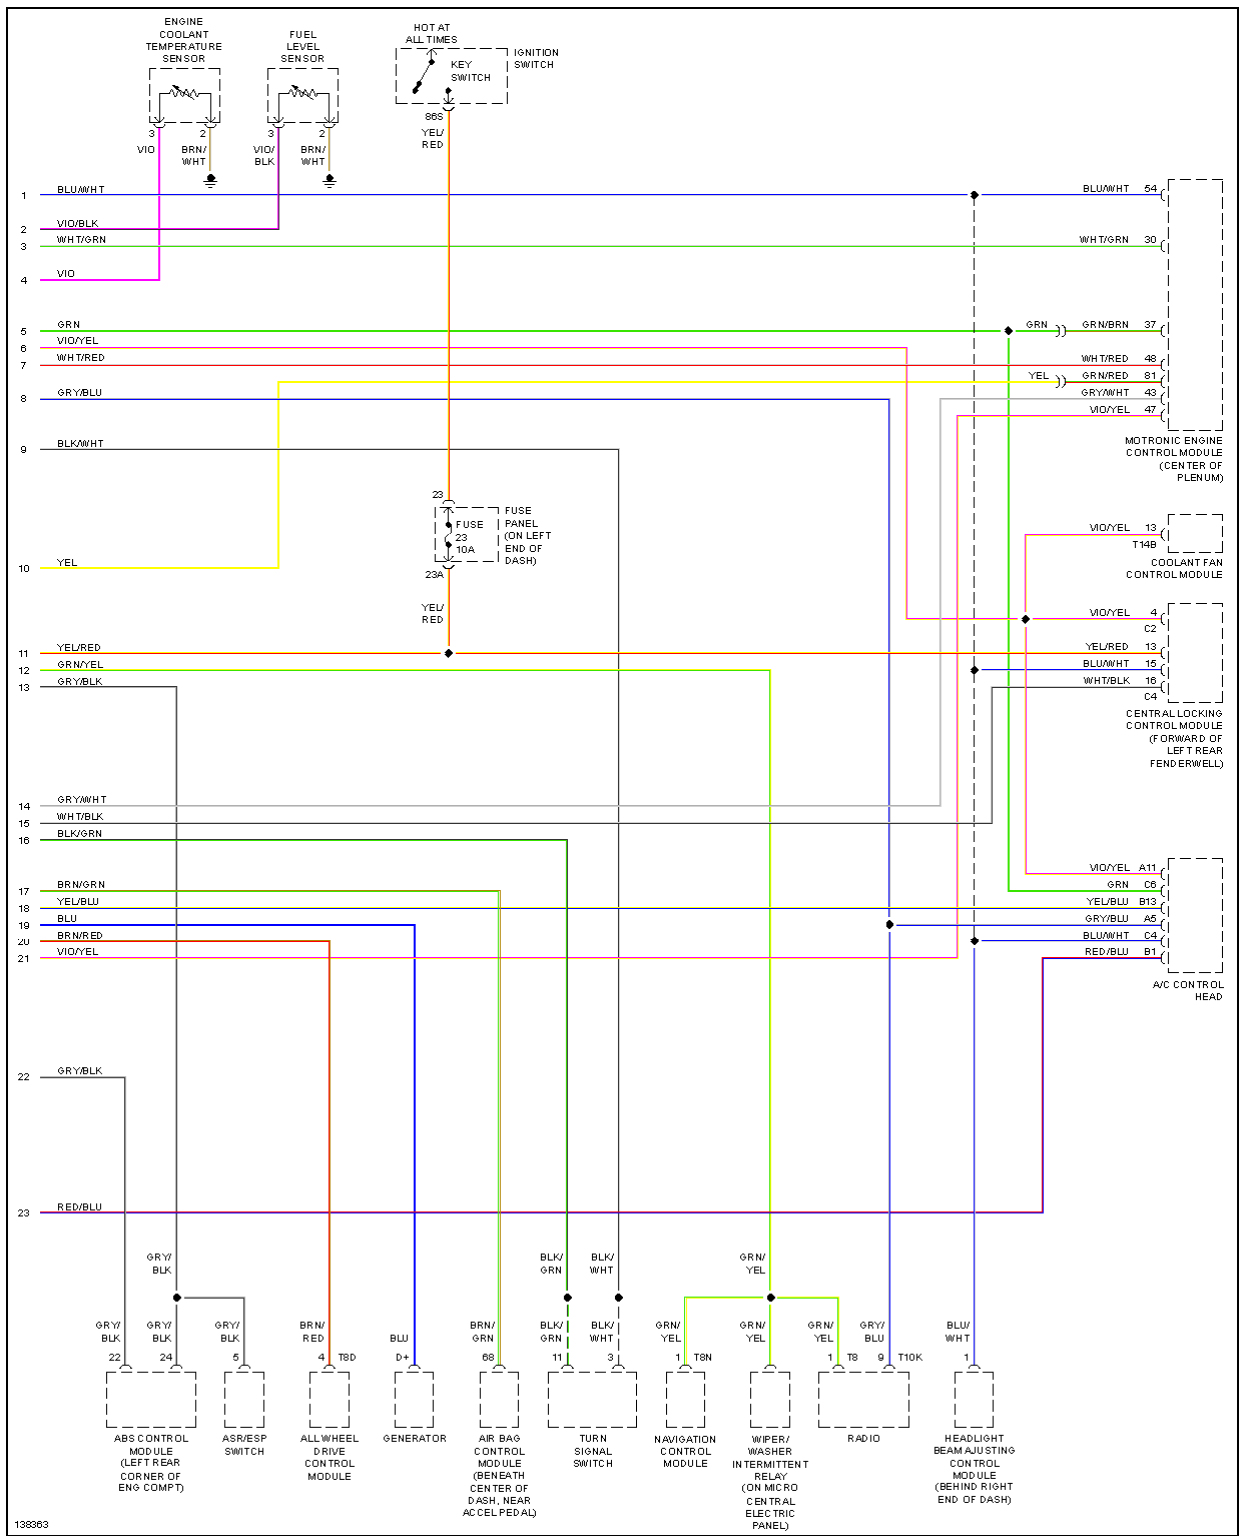 ENGINE
COOLANT
TEMPERATURE
SENSOR
FUEL
LEVEL
SENSOR
HOT AT
ALL TIMES
KEY
SWITCH
IGNITION
SWITCH
3
2
VIO
BRN/
WHT
3
2
VIO/
BLK
BRN/
WHT
86S
YEL/
RED
1 BLU/WHT
2 VIO/BLK
3 WHT/GRN
4 VIO
5 GRN
6 VIO/YEL
7 WHT/RED
8 GRY/BLU
9 BLK/WHT
10 YEL
11 YEL/RED
12 GRN/YEL
13 GRY/BLK
14 GRY/WHT
15 WHT/BLK
16 BLK/GRN
17 BRN/GRN
18 YEL/BLU
19 BLU
20 BRN/RED
21 VIO/YEL
22 GRY/BLK
23 RED/BLU
23
FUSE
23
10A
FUSE
PANEL
(ON LEFT
END OF
DASH)
23A
YEL/
RED
BLU/WHT 54
WHT/GRN 30
GRN GRN/BRN 37
WHT/RED 48
YEL GRN/RED 81
GRY/WHT 43
VIO/YEL 47
MOTRONIC ENGINE
CONTROL MODULE
(CENTER OF
PLENUM)
VIO/YEL 13
T14B
COOLANT FAN
CONTROL MODULE
VIO/YEL 4
C2
YEL/RED 13
BLU/WHT 15
WHT/BLK 16
C4
CENTRAL LOCKING
CONTROL MODULE
(FORWARD OF
LEFT REAR
FENDERWELL)
VIO/YEL A11
GRN C6
YEL/BLU B13
GRY/BLU A5
BLU/WHT C4
RED/BLU B1
A/C CONTROL
HEAD
GRY/
BLK
BLK/
GRN
BLK/
WHT
GRN/
YEL
GRY/
BLK
22
GRY/
BLK
24
GRY/
BLK
5
BRN/
RED
4 T8D
BLU
D+
BRN/
GRN
68
BLK/
GRN
11
BLK/
WHT
3
GRN/
YEL
1 T8N
GRN/
YEL
GRN/
YEL
1 T8
GRY/
BLU
9 T10K
BLU/
WHT
1
ABS CONTROL
MODULE
(LEFT REAR
CORNER OF
ENG COMPT)
ASR/ESP
SWITCH
ALL WHEEL
DRIVE
CONTROL
MODULE
GENERATOR
AIR BAG
CONTROL
MODULE
(BENEATH
CENTER OF
DASH, NEAR
ACCEL PEDAL)
TURN
SIGNAL
SWITCH
NAVIGATION
CONTROL
MODULE
WIPER/
WASHER
INTERMITTENT
RELAY
(ON MICRO
CENTRAL
ELECTRIC
PANEL)
RADIO
HEADLIGHT
BEAM AJUSTING
CONTROL
MODULE
(BEHIND RIGHT
END OF DASH)
138363